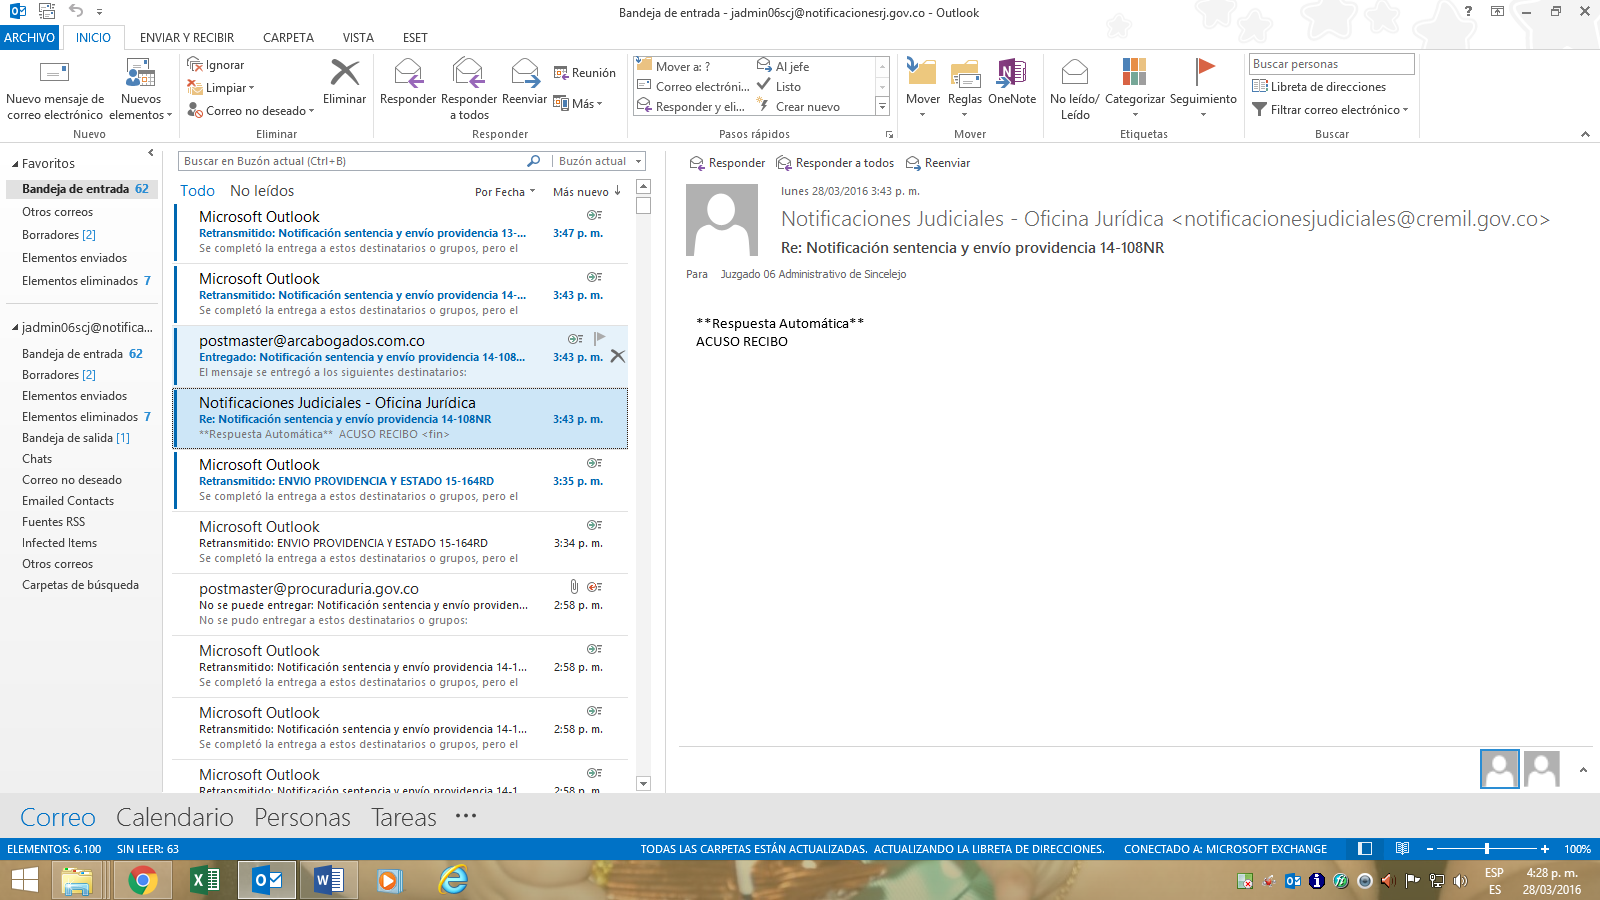 Bandeja de entrada - jadmin06scj@notificacionesrj.gov.co - Outlook
?
ARCHIVO INICIO ENVIAR Y RECIBIR CARPETA VISTA ESET
Nuevo mensaje de correo electrónico
Nuevos elementos
Nuevo
Ignorar
Limpiar
Correo no deseado
Eliminar
Eliminar
Responder
Responder a todos
Reenviar
Reunión
Más
Responder
Mover a: ?
Correo electróni...
Responder y eli...
Al jefe
Listo
Crear nuevo
Pasos rápidos
Mover
Reglas
OneNote
Mover
No leído/ Leído
Categorizar
Seguimiento
Etiquetas
Buscar personas
Libreta de direcciones
Filtrar correo electrónico
Buscar
Favoritos
Bandeja de entrada 62
Otros correos
Borradores [2]
Elementos enviados
Elementos eliminados 7
jadmin06scj@notifica...
Bandeja de entrada 62
Borradores [2]
Elementos enviados
Elementos eliminados 7
Bandeja de salida [1]
Chats
Correo no deseado
Emailed Contacts
Fuentes RSS
Infected Items
Otros correos
Carpetas de búsqueda
Buscar en Buzón actual (Ctrl+B) Buzón actual
Todo No leídos Por Fecha Más nuevo
Microsoft Outlook
Retransmitido: Notificación sentencia y envío providencia 13-... 3:47 p. m.
Se completó la entrega a estos destinatarios o grupos, pero el
Microsoft Outlook
Retransmitido: Notificación sentencia y envío providencia 14-... 3:43 p. m.
Se completó la entrega a estos destinatarios o grupos, pero el
postmaster@arcabogados.com.co
Entregado: Notificación sentencia y envío providencia 14-108... 3:43 p. m.
El mensaje se entregó a los siguientes destinatarios:
Notificaciones Judiciales - Oficina Jurídica
Re: Notificación sentencia y envío providencia 14-108NR 3:43 p. m.
**Respuesta Automática** ACUSO RECIBO <fin>
Microsoft Outlook
Retransmitido: ENVIO PROVIDENCIA Y ESTADO 15-164RD 3:35 p. m.
Se completó la entrega a estos destinatarios o grupos, pero el
Microsoft Outlook
Retransmitido: ENVIO PROVIDENCIA Y ESTADO 15-164RD 3:34 p. m.
Se completó la entrega a estos destinatarios o grupos, pero el
postmaster@procuraduria.gov.co
No se puede entregar: Notificación sentencia y envío providen... 2:58 p. m.
No se pudo entregar a estos destinatarios o grupos:
Microsoft Outlook
Retransmitido: Notificación sentencia y envío providencia 14-1... 2:58 p. m.
Se completó la entrega a estos destinatarios o grupos, pero el
Microsoft Outlook
Retransmitido: Notificación sentencia y envío providencia 14-1... 2:58 p. m.
Se completó la entrega a estos destinatarios o grupos, pero el
Microsoft Outlook
Retransmitido: Notificación sentencia y envío providencia 14-1... 2:58 p. m.
Responder Responder a todos Reenviar
lunes 28/03/2016 3:43 p. m.
Notificaciones Judiciales - Oficina Jurídica <notificacionesjudiciales@cremil.gov.co>
Re: Notificación sentencia y envío providencia 14-108NR
Para Juzgado 06 Administrativo de Sincelejo
**Respuesta Automática**
ACUSO RECIBO
Correo Calendario Personas Tareas ...
ELEMENTOS: 6.100 SIN LEER: 63 TODAS LAS CARPETAS ESTÁN ACTUALIZADAS. ACTUALIZANDO LA LIBRETA DE DIRECCIONES. CONECTADO A: MICROSOFT EXCHANGE 100%
ESP
ES
4:28 p. m.
28/03/2016